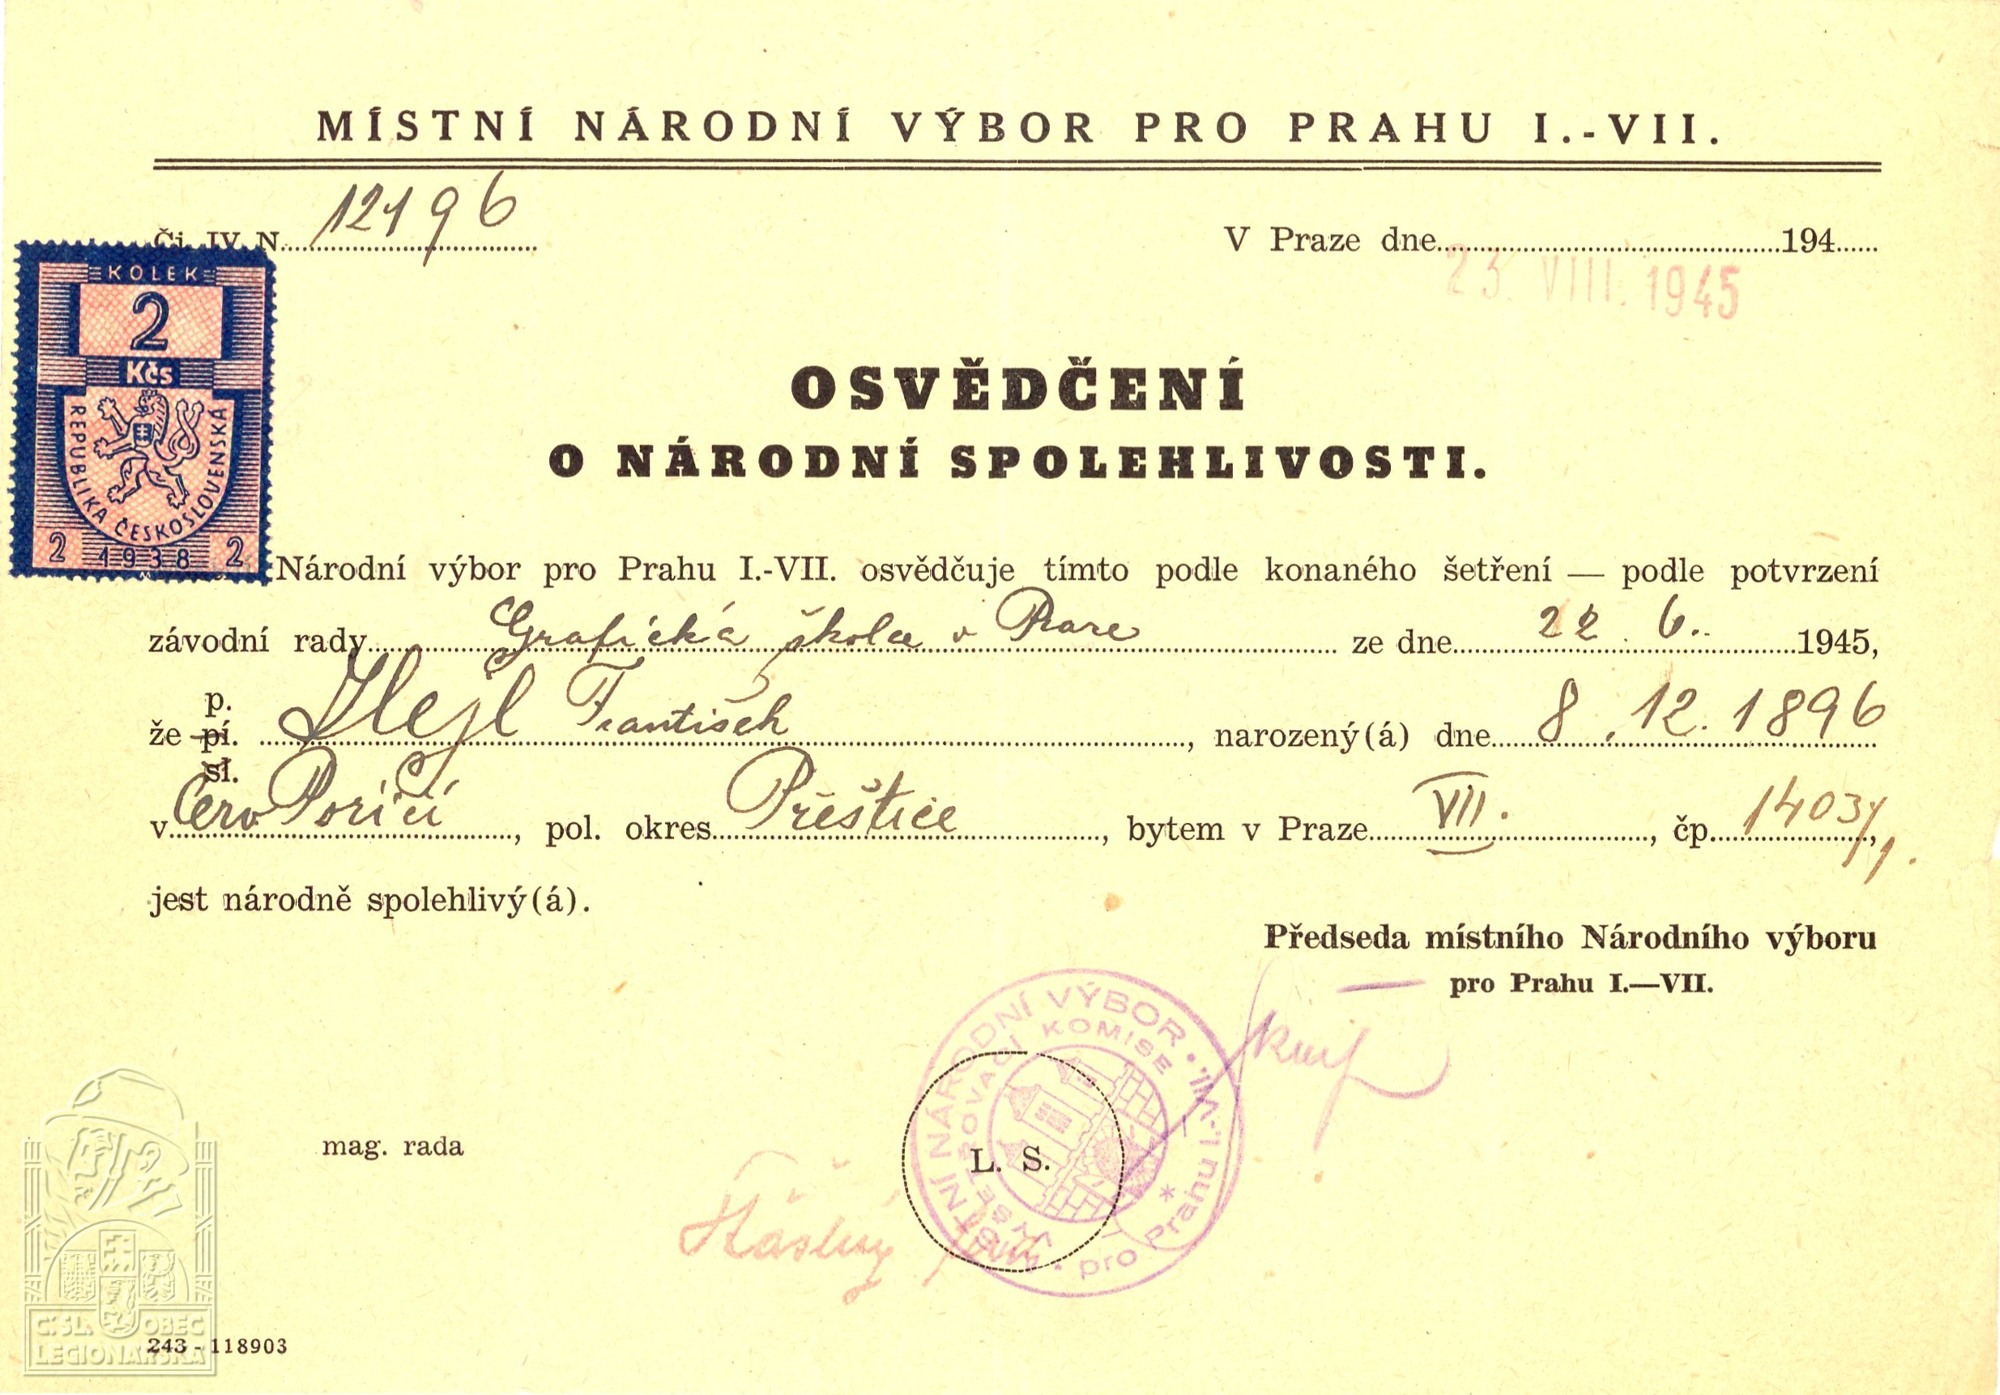 MÍSTNÍ NÁRODNÍ VÝBOR PRO PRAHU I.-VII.
Čj. IV. N. 12196
V Praze dne 194
23. VIII. 1945
KOLEK
2
Kčs
REPUBLIKA ČESKOSLOVENSKÁ
2 1938 2
OSVĚDČENÍ
O NÁRODNÍ SPOLEHLIVOSTI.
Národní výbor pro Prahu I.-VII. osvědčuje tímto podle konaného šetření — podle potvrzení
závodní rady Grafická škola v Praze ze dne 22. 6. 1945,
p.
že pí. Hejl František, narozený(á) dne 8. 12. 1896
sl.
v Červ Poříčí, pol. okres Přeštice, bytem v Praze VII., čp. 1403/1.,
jest národně spolehlivý(á).
Předseda místního Národního výboru
pro Prahu I.—VII.
MÍSTNÍ NÁRODNÍ VÝBOR • pro Prahu I.-VII. •
VYŠETŘOVACÍ KOMISE
mag. rada
L. S.
Č. SL. OBEC
LEGIONÁŘSKÁ
243 - 118903